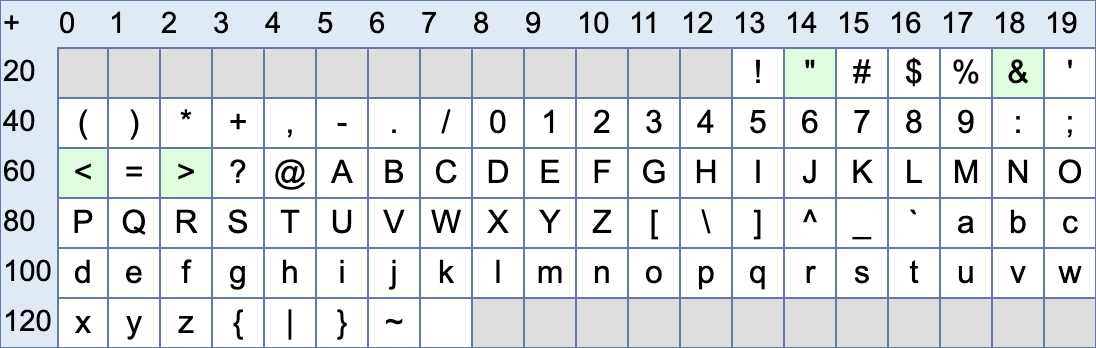 + 0 1 2 3 4 5 6 7 8 9 10 11 12 13 14 15 16 17 18 19
20 ! " # $ % & '
40 ( ) * + , - . / 0 1 2 3 4 5 6 7 8 9 : ;
60 < = > ? @ A B C D E F G H I J K L M N O
80 P Q R S T U V W X Y Z [ \ ] ^ _ ` a b c
100 d e f g h i j k l m n o p q r s t u v w
120 x y z { | } ~